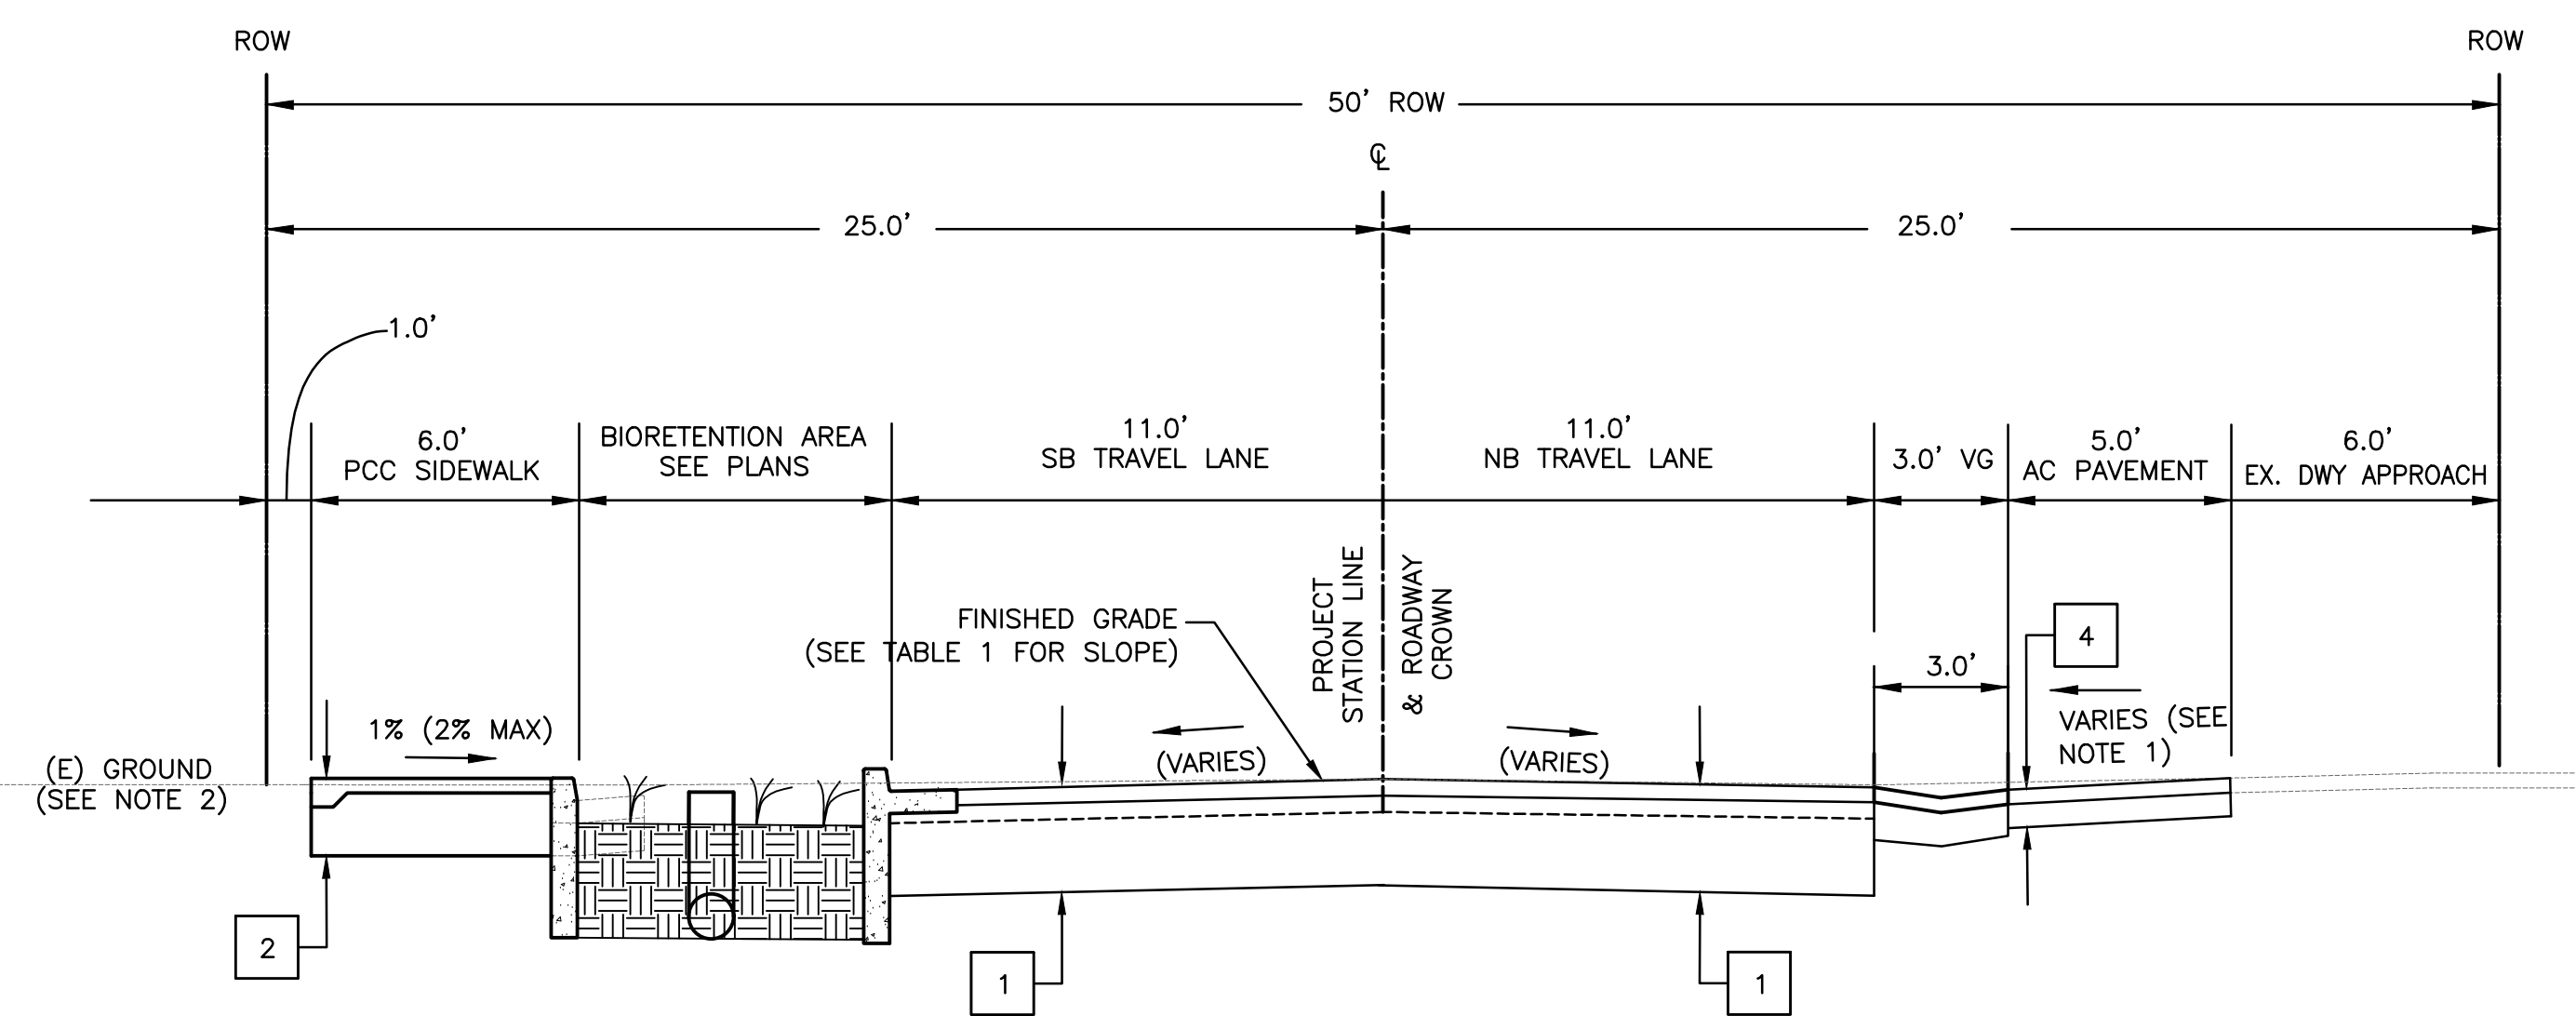 ROW
ROW
50' ROW
℄
25.0'
25.0'
1.0'
6.0'
PCC SIDEWALK
BIORETENTION AREA
SEE PLANS
11.0'
SB TRAVEL LANE
11.0'
NB TRAVEL LANE
3.0' VG
5.0'
AC PAVEMENT
6.0'
EX. DWY APPROACH
PROJECT
STATION LINE
& ROADWAY
CROWN
FINISHED GRADE
(SEE TABLE 1 FOR SLOPE)
3.0'
4
1% (2% MAX)
(VARIES)
(VARIES)
VARIES (SEE
NOTE 1)
(E) GROUND
(SEE NOTE 2)
2
1
1